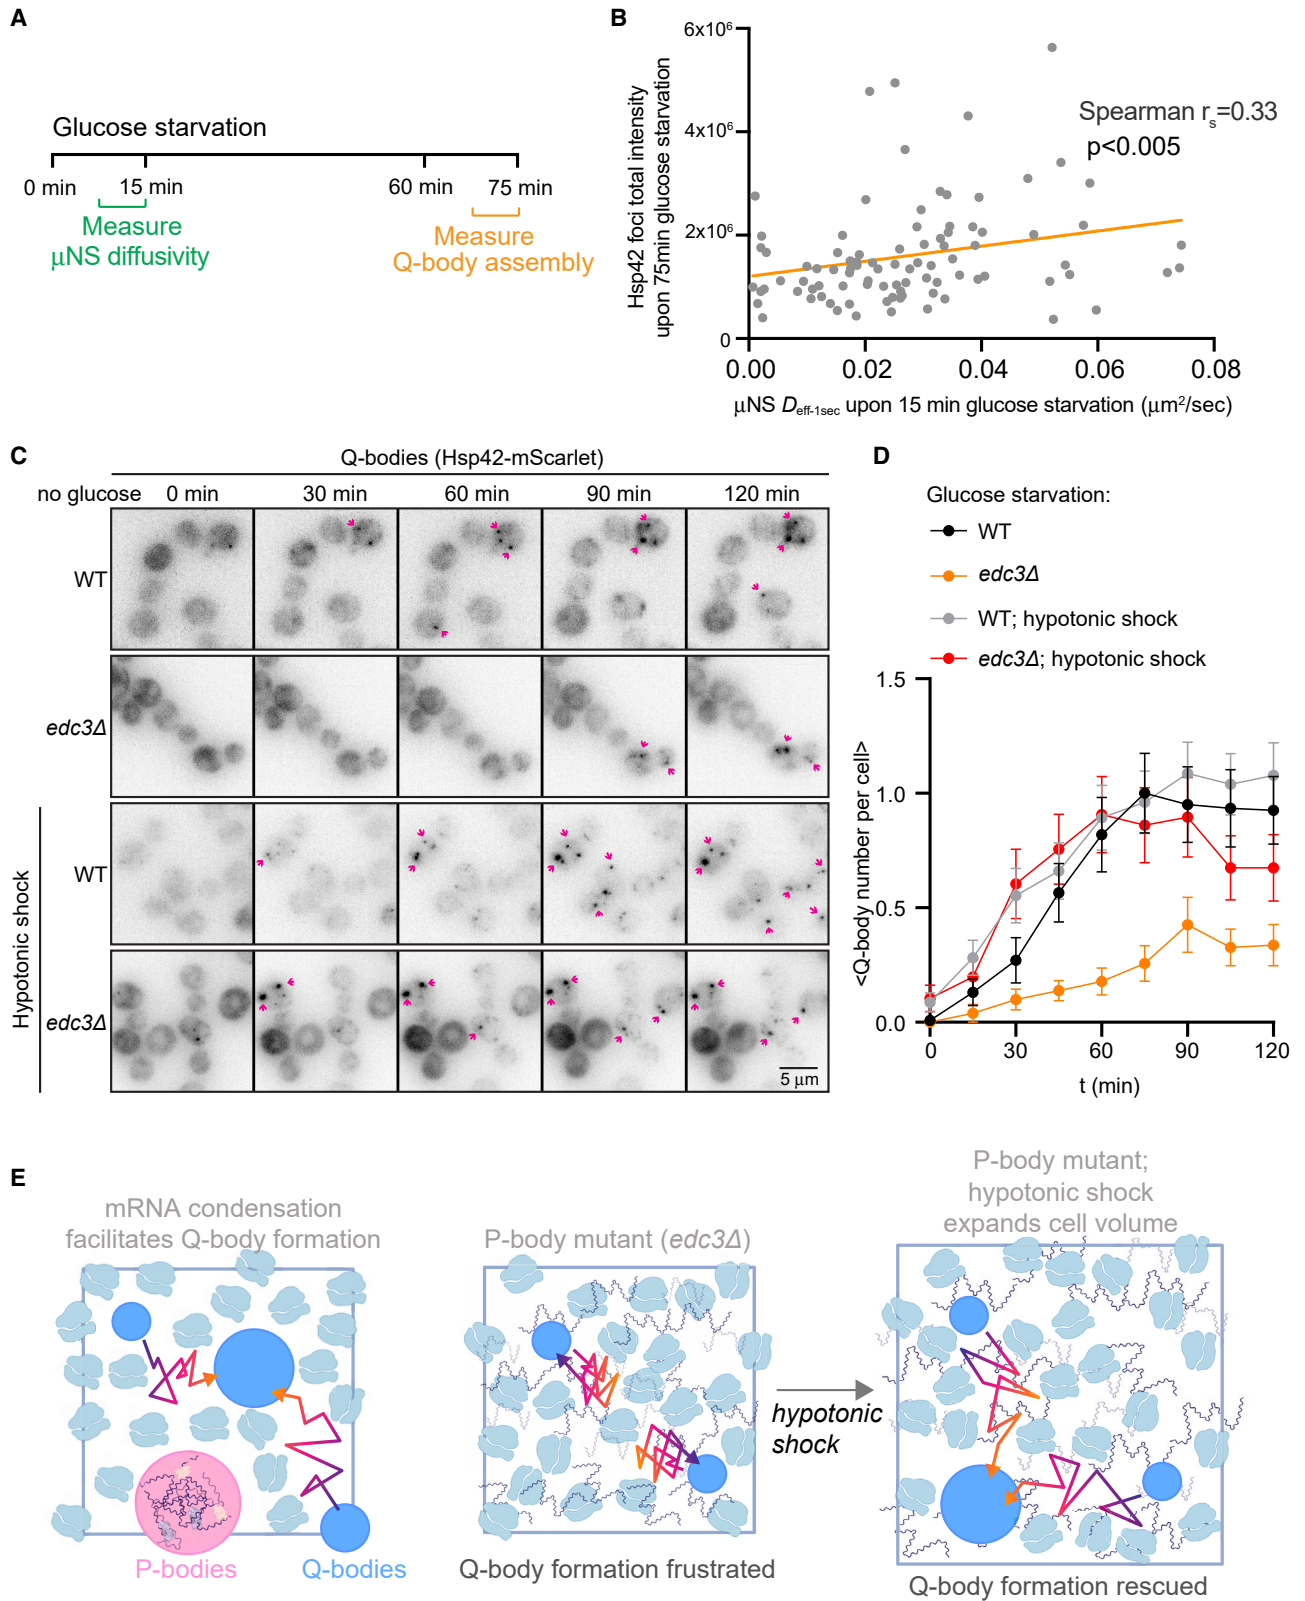 A
Glucose starvation
0 min
15 min
60 min
75 min
Measure
μNS diffusivity
Measure
Q-body assembly
B
Hsp42 foci total intensity
upon 75min glucose starvation
6x10⁶
4x10⁶
2x10⁶
0
Spearman rₛ=0.33
p<0.005
0.00
0.02
0.04
0.06
0.08
μNS Deff-1sec upon 15 min glucose starvation (μm²/sec)
C
Q-bodies (Hsp42-mScarlet)
no glucose
0 min
30 min
60 min
90 min
120 min
WT
edc3Δ
Hypotonic shock
WT
edc3Δ
5 μm
D
Glucose starvation:
WT
edc3Δ
WT; hypotonic shock
edc3Δ; hypotonic shock
<Q-body number per cell>
1.5
1.0
0.5
0.0
0
30
60
90
120
t (min)
E
mRNA condensation
facilitates Q-body formation
P-bodies
Q-bodies
P-body mutant (edc3Δ)
Q-body formation frustrated
hypotonic
shock
P-body mutant;
hypotonic shock
expands cell volume
Q-body formation rescued